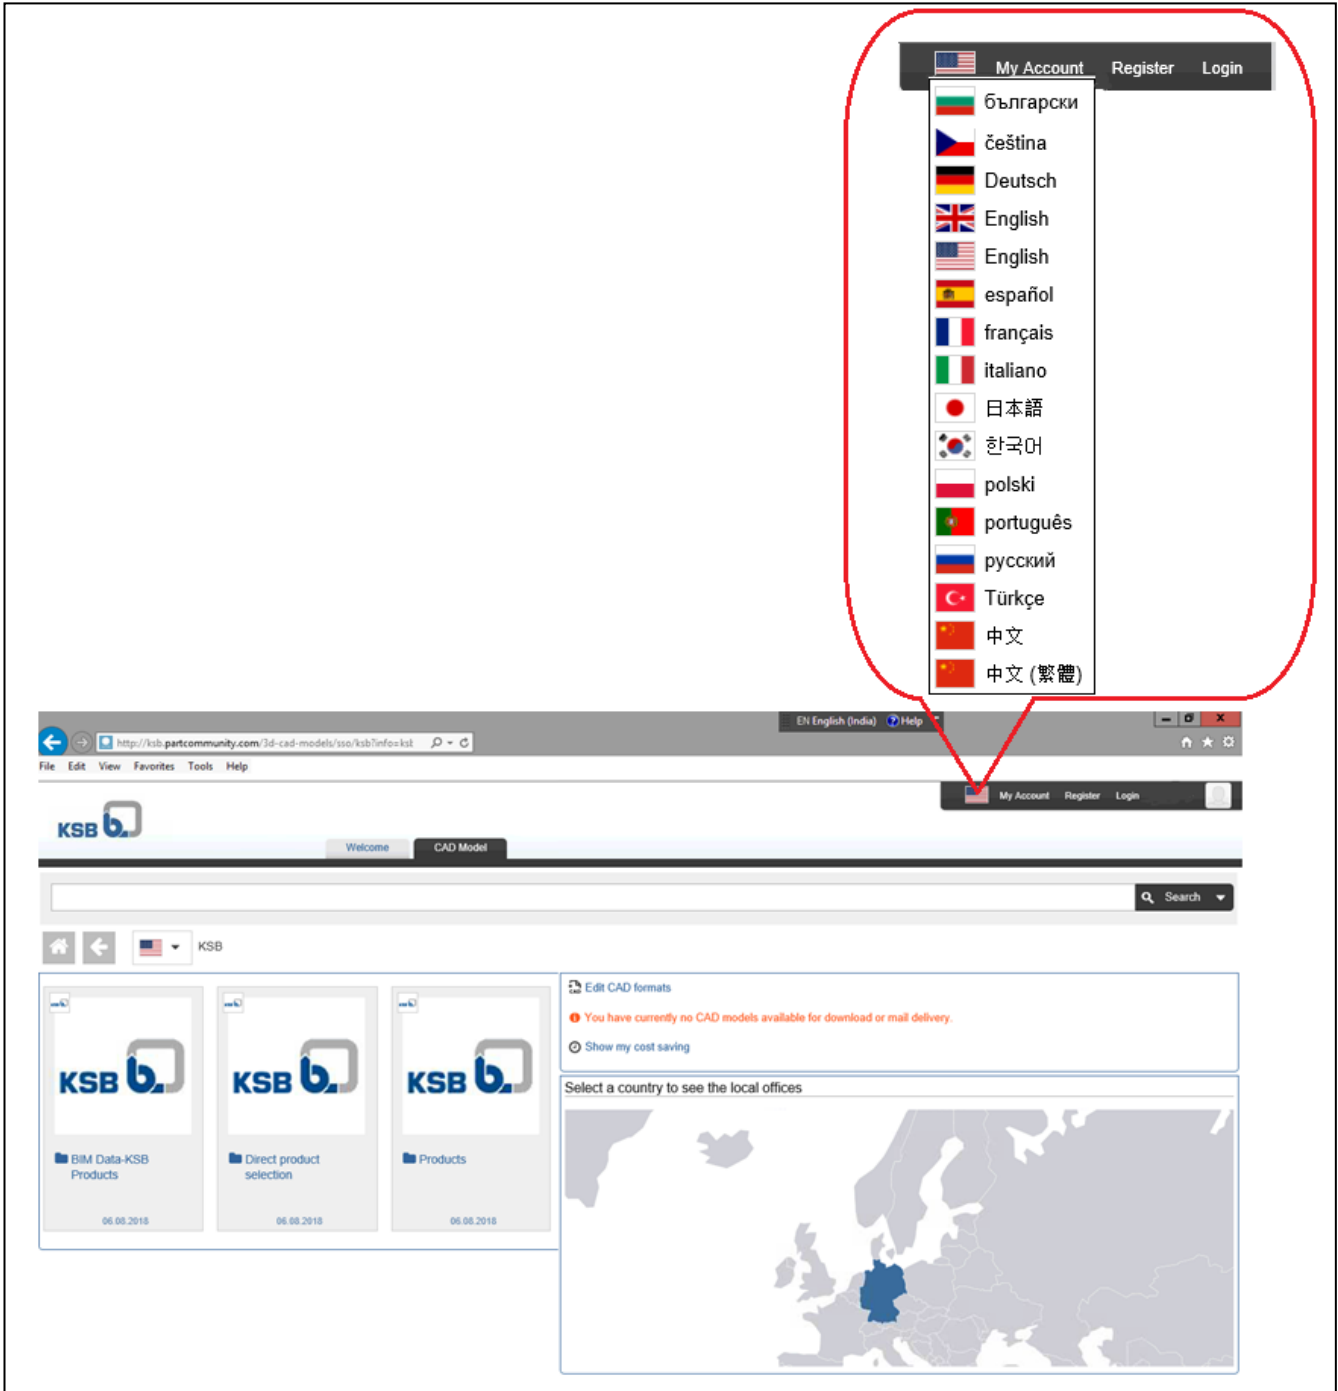 My Account Register Login
български
čeština
Deutsch
English
English
español
français
italiano
日本語
한국어
polski
português
русский
Türkçe
中文
中文 (繁體)
EN English (India) Help
http://ksb.partcommunity.com/3d-cad-models/sso/ksb?info=ksb
File Edit View Favorites Tools Help
My Account Register Login
KSB b.
Welcome CAD Model
Search
KSB
KSB b.
KSB b.
KSB b.
BIM Data-KSB
Products
Direct product
selection
Products
06.08.2018
06.08.2018
06.08.2018
Edit CAD formats
You have currently no CAD models available for download or mail delivery.
Show my cost saving
Select a country to see the local offices